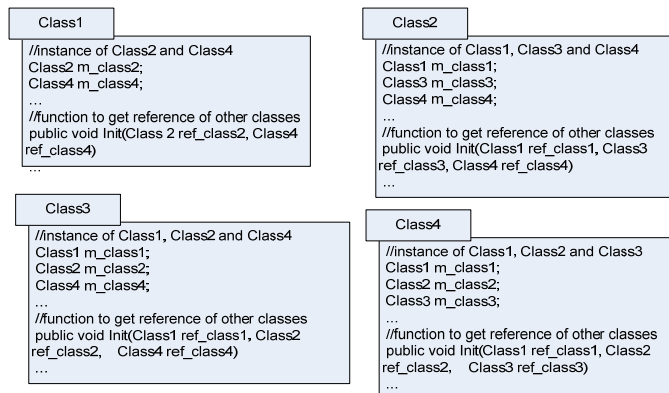 Class1
//instance of Class2 and Class4
Class2 m_class2;
Class4 m_class4;
...
//function to get reference of other classes
public void Init(Class 2 ref_class2, Class4
ref_class4)
...
Class2
//instance of Class1, Class3 and Class4
Class1 m_class1;
Class3 m_class3;
Class4 m_class4;
...
//function to get reference of other classes
public void Init(Class1 ref_class1, Class3
ref_class3, Class4 ref_class4)
...
Class3
//instance of Class1, Class2 and Class4
Class1 m_class1;
Class2 m_class2;
Class4 m_class4;
...
//function to get reference of other classes
public void Init(Class1 ref_class1, Class2
ref_class2, Class4 ref_class4)
...
Class4
//instance of Class1, Class2 and Class3
Class1 m_class1;
Class2 m_class2;
Class3 m_class3;
...
//function to get reference of other classes
public void Init(Class1 ref_class1, Class2
ref_class2, Class3 ref_class3)
...